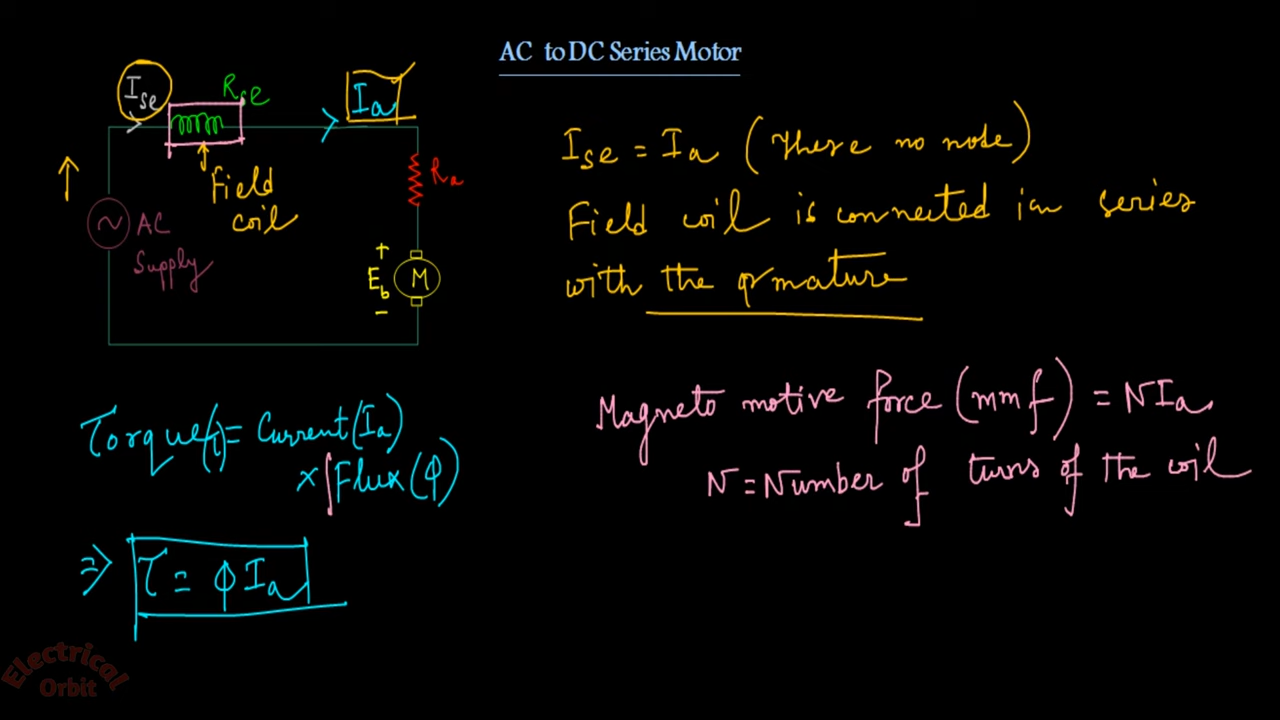 AC to DC Series Motor
Ise
Rse
Ia
Field
coil
Ra
AC
Supply
+
Eb
M
-
Ise = Ia (There no node)
Field coil is connected in series
with the armature
Magneto motive force (mmf) = NIa
N = Number of turns of the coil
Torque(τ) = Current (Ia)
× Flux (φ)
⇒ τ = φ Ia
Electrical
Orbit